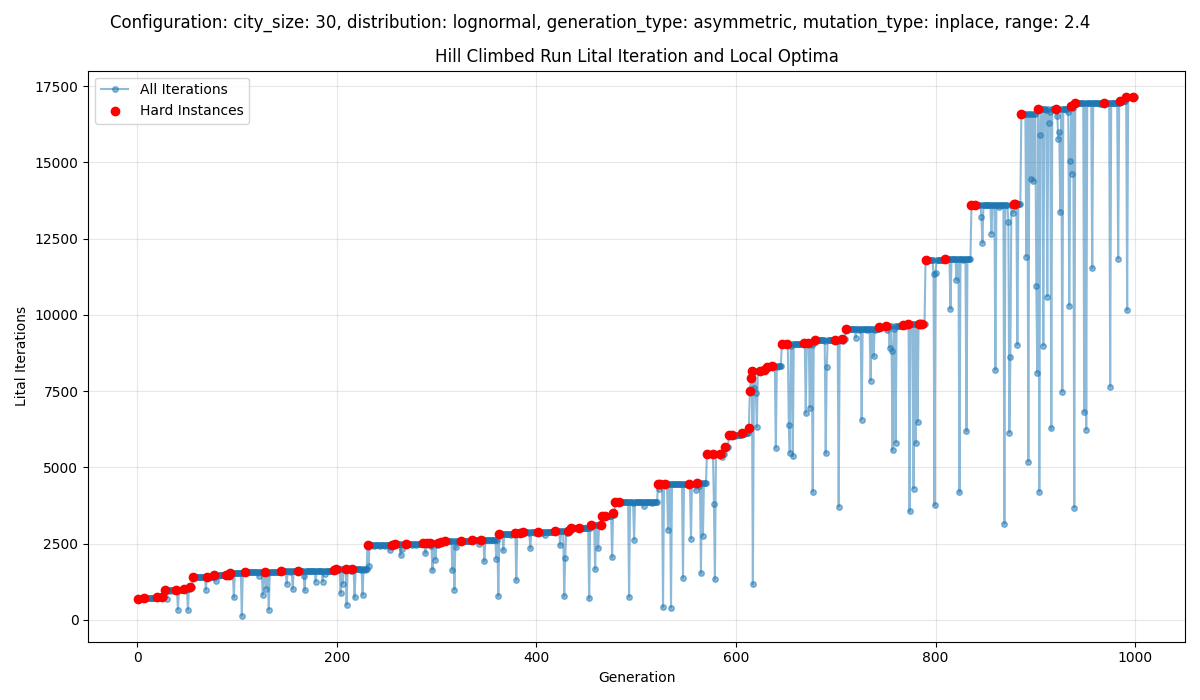 Configuration: city_size: 30, distribution: lognormal, generation_type: asymmetric, mutation_type: inplace, range: 2.4
Hill Climbed Run Lital Iteration and Local Optima
All Iterations
Hard Instances
17500
15000
12500
10000
7500
5000
2500
0
Lital Iterations
0 200 400 600 800 1000
Generation